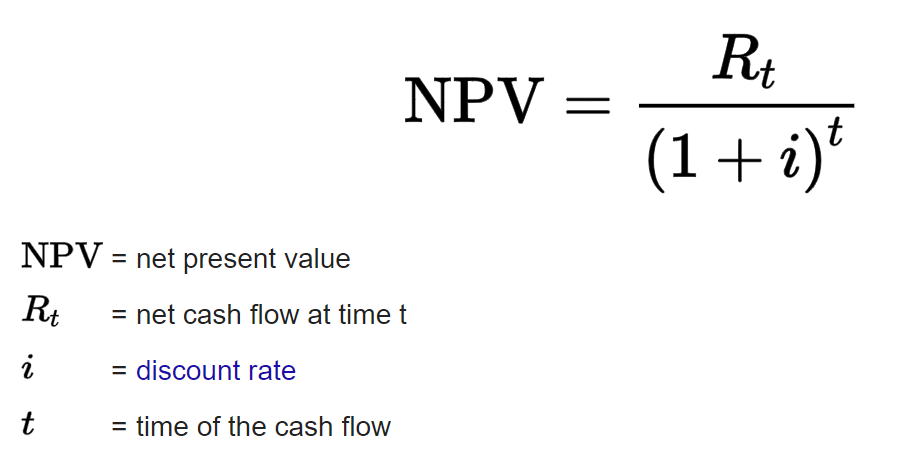 NPV = R_t / (1 + i)^t
NPV = net present value
R_t = net cash flow at time t
i = discount rate
t = time of the cash flow